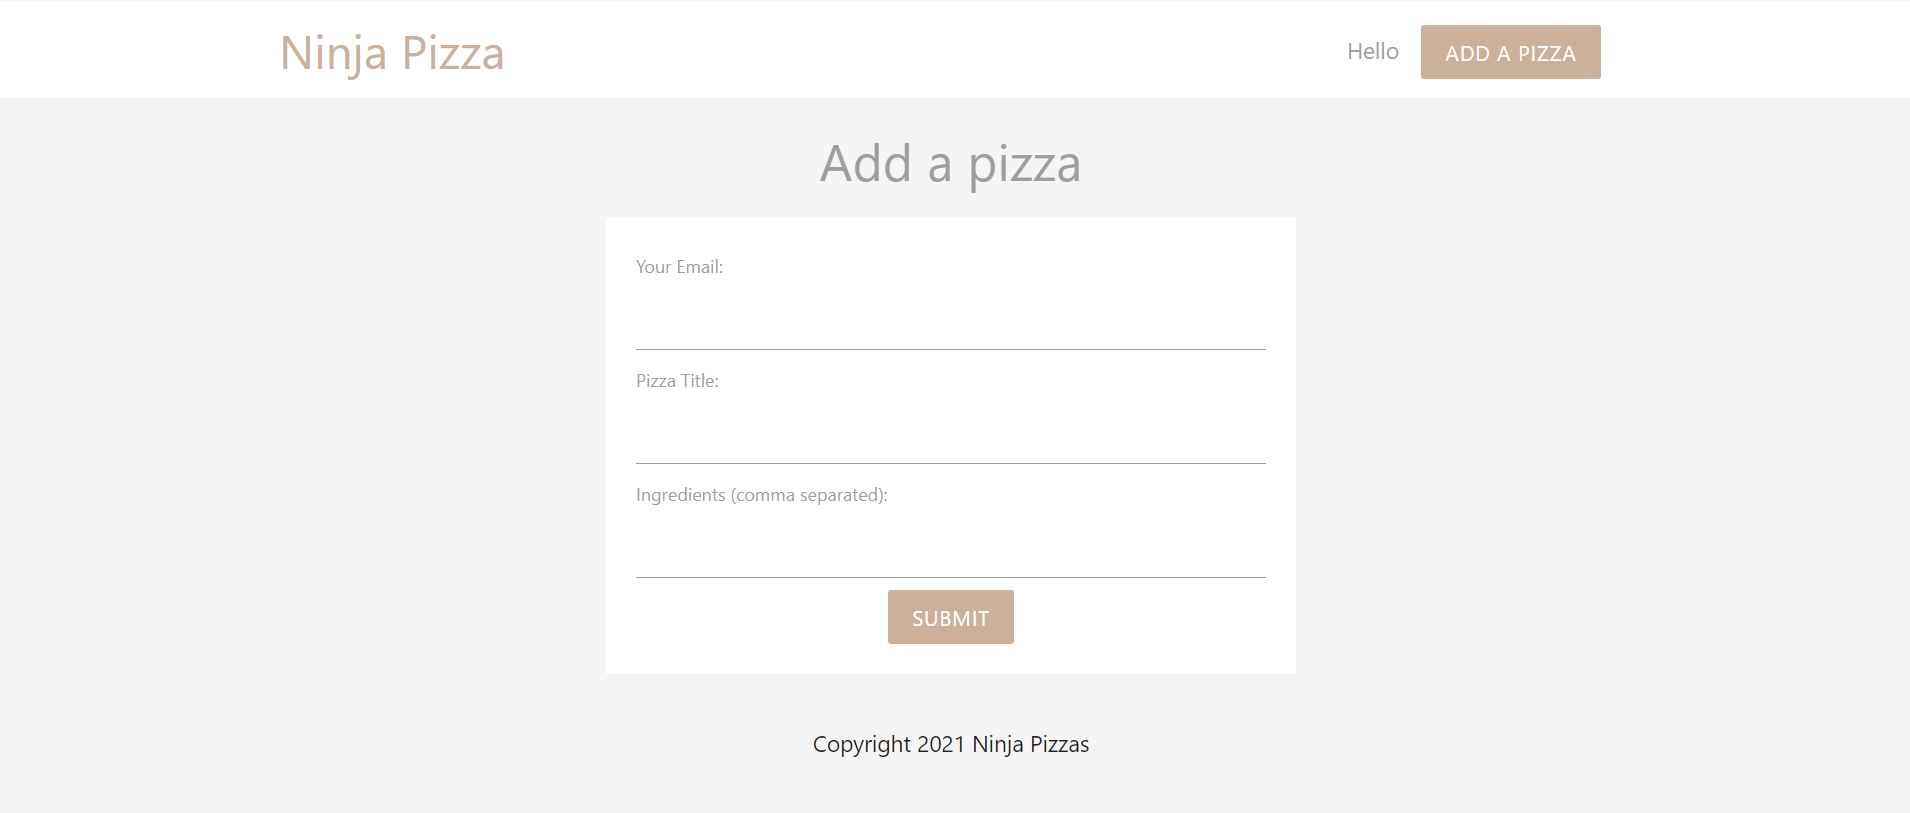 Ninja Pizza
Hello
ADD A PIZZA
Add a pizza
Your Email:
Pizza Title:
Ingredients (comma separated):
SUBMIT
Copyright 2021 Ninja Pizzas